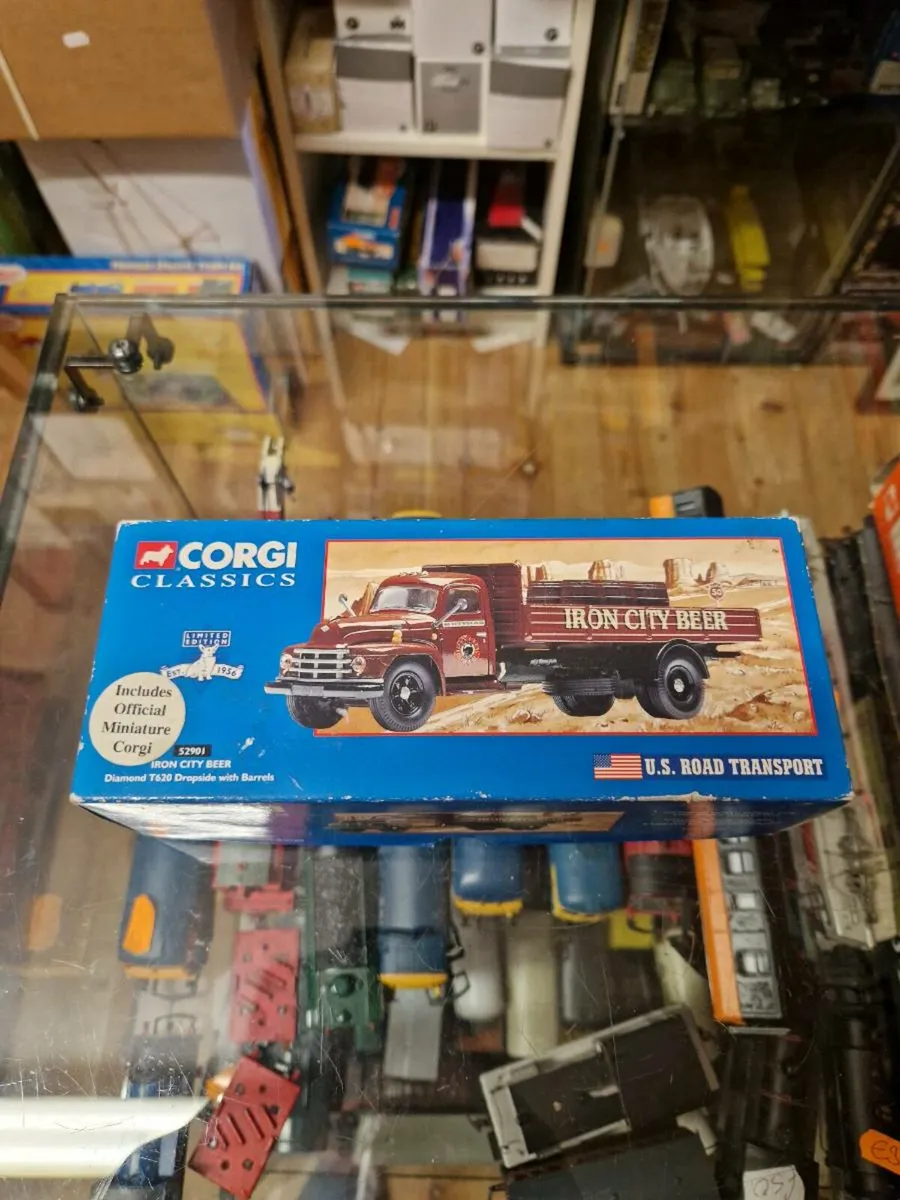 CORGI
CLASSICS
LIMITED
EDITION
EST 1956
Includes
Official
Miniature
Corgi
52901
IRON CITY BEER
Diamond T620 Dropside with Barrels
IRON CITY BEER
30
U.S. ROAD TRANSPORT